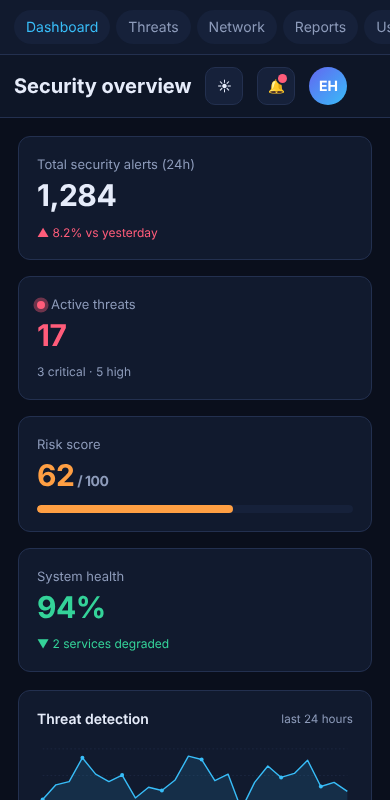 Dashboard Threats Network Reports
Security overview EH
Total security alerts (24h)
1,284
▲ 8.2% vs yesterday
Active threats
17
3 critical · 5 high
Risk score
62 / 100
System health
94%
▼ 2 services degraded
Threat detection last 24 hours